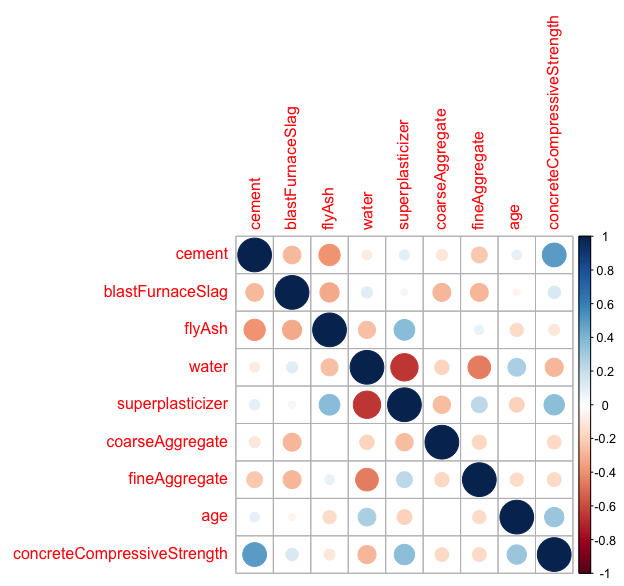 cement
blastFurnaceSlag
flyAsh
water
superplasticizer
coarseAggregate
fineAggregate
age
concreteCompressiveStrength
cement
blastFurnaceSlag
flyAsh
water
superplasticizer
coarseAggregate
fineAggregate
age
concreteCompressiveStrength
1
0.8
0.6
0.4
0.2
0
-0.2
-0.4
-0.6
-0.8
-1